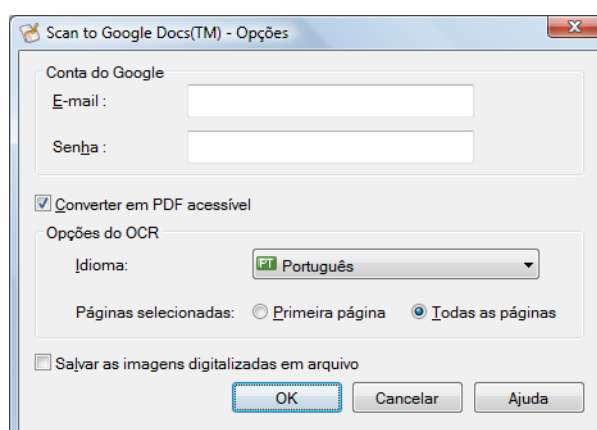 Scan to Google Docs(TM) - Opções
Conta do Google
E-mail :
Senha :
Converter em PDF acessível
Opções do OCR
Idioma:
PT Português
Páginas selecionadas: Primeira página Todas as páginas
Salvar as imagens digitalizadas em arquivo
OK Cancelar Ajuda